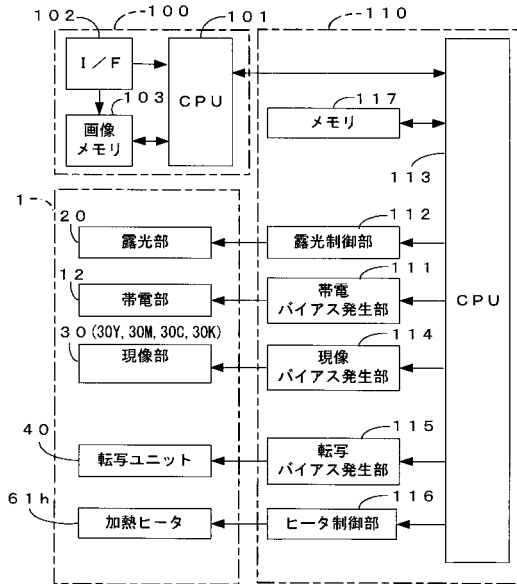 102
100
101
110
I/F
CPU
103
画像
メモリ
117
メモリ
113
CPU
1
20
露光部
112
露光制御部
12
帯電部
111
帯電
バイアス発生部
30(30Y,30M,30C,30K)
現像部
114
現像
バイアス発生部
40
転写ユニット
115
転写
バイアス発生部
61h
加熱ヒータ
116
ヒータ制御部